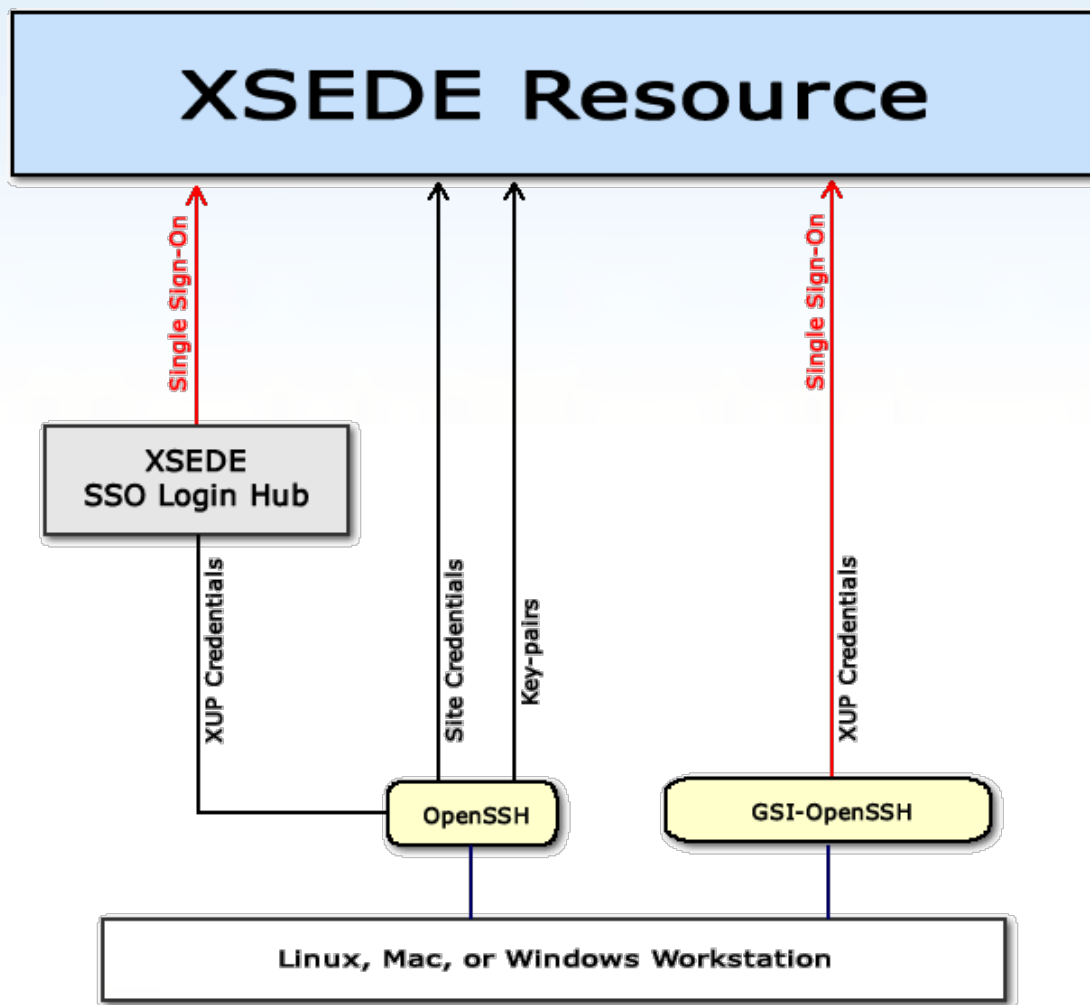 XSEDE Resource
Single Sign-On
Single Sign-On
XSEDE
SSO Login Hub
XUP Credentials
Site Credentials
Key-pairs
XUP Credentials
OpenSSH
GSI-OpenSSH
Linux, Mac, or Windows Workstation